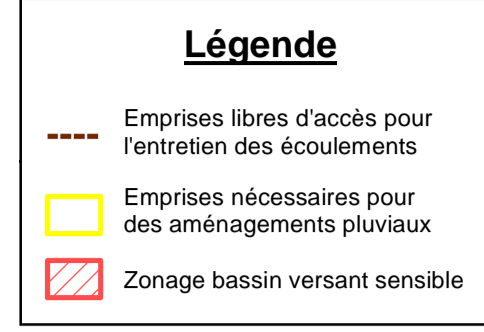 Légende
Emprises libres d'accès pour
l'entretien des écoulements
Emprises nécessaires pour
des aménagements pluviaux
Zonage bassin versant sensible